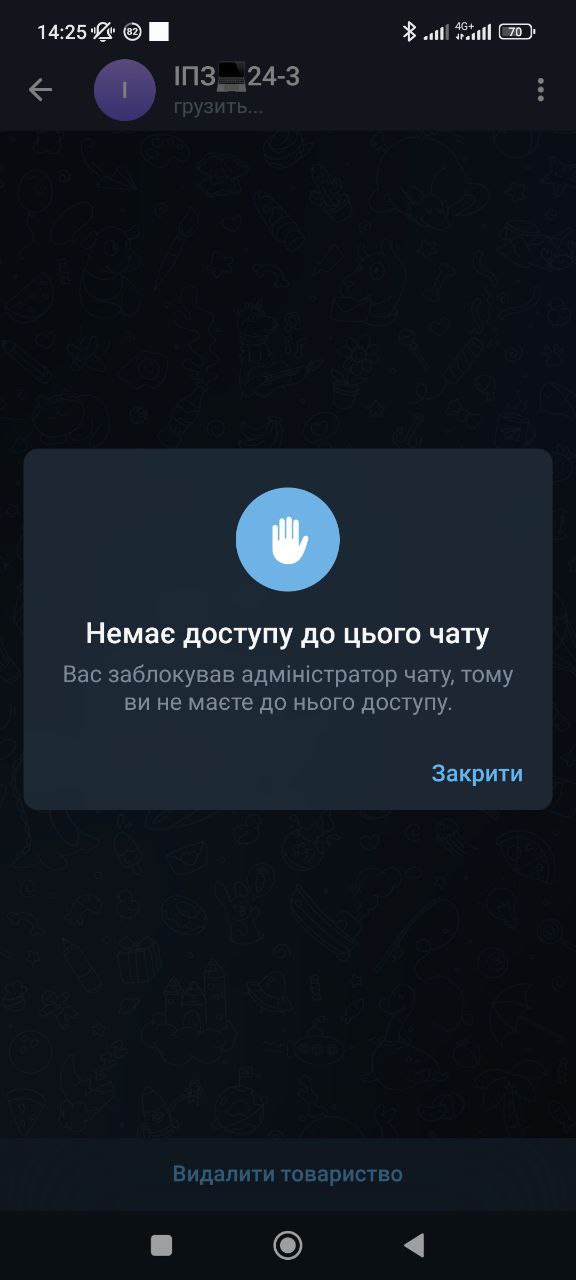 14:25 82 4G+ 70
І ІПЗ💻24-3
грузить...
Немає доступу до цього чату
Вас заблокував адміністратор чату, тому
ви не маєте до нього доступу.
Закрити
Видалити товариство